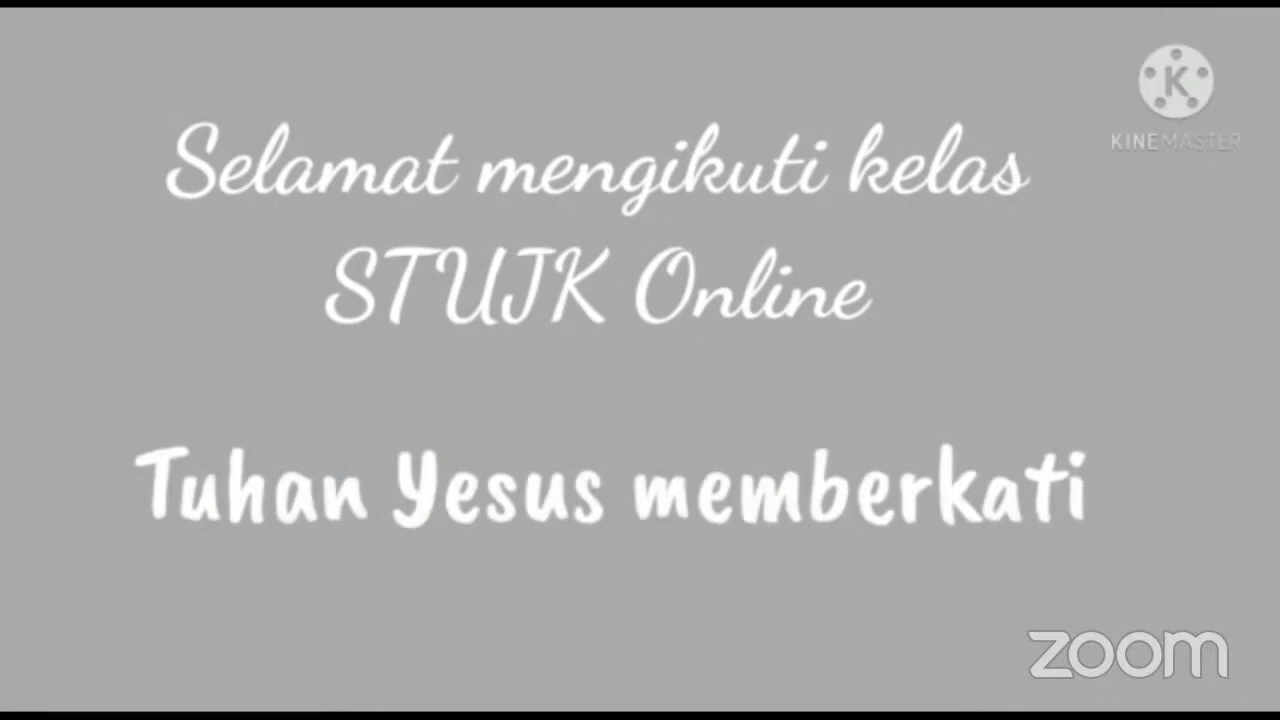 K
KINEMASTER
Selamat mengikuti kelas
STUJK Online
Tuhan Yesus memberkati
zoom